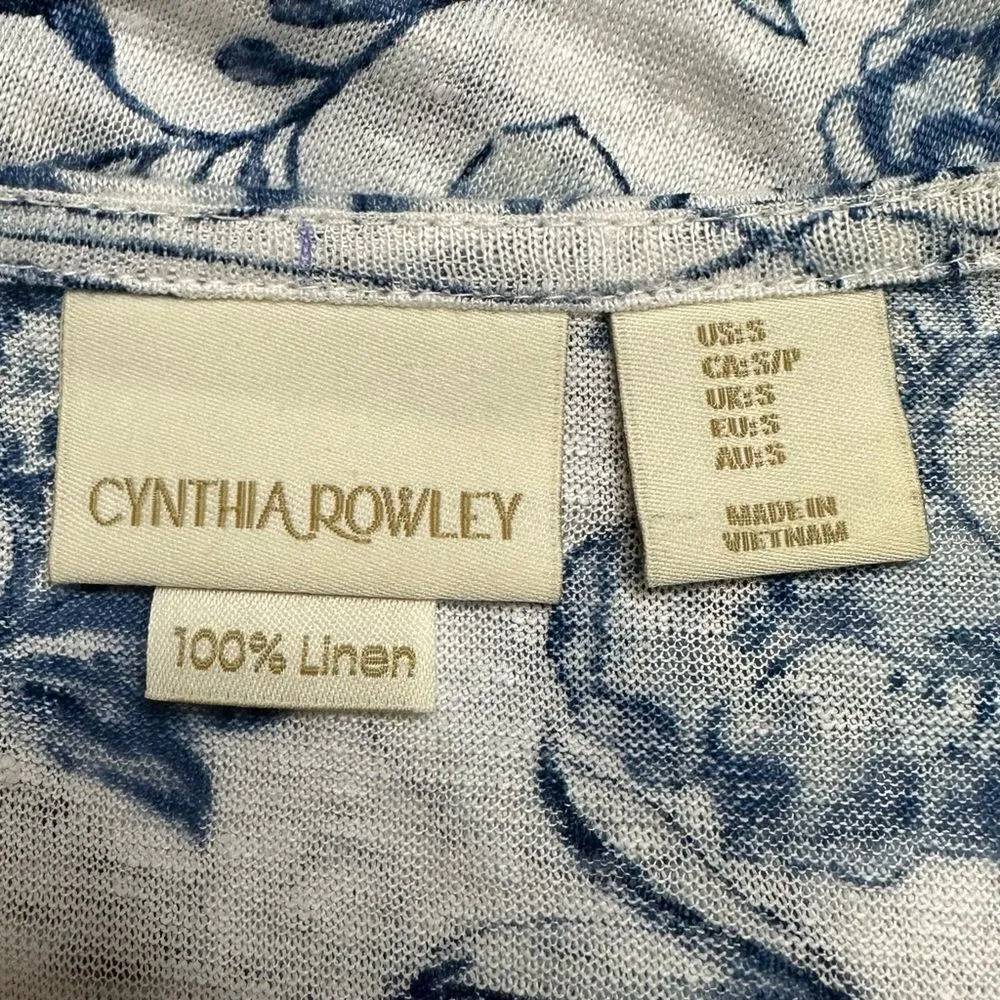 CYNTHIA ROWLEY
100% Linen
US:S
CA:S/P
UK:S
EU:S
AU:S
MADE IN
VIETNAM